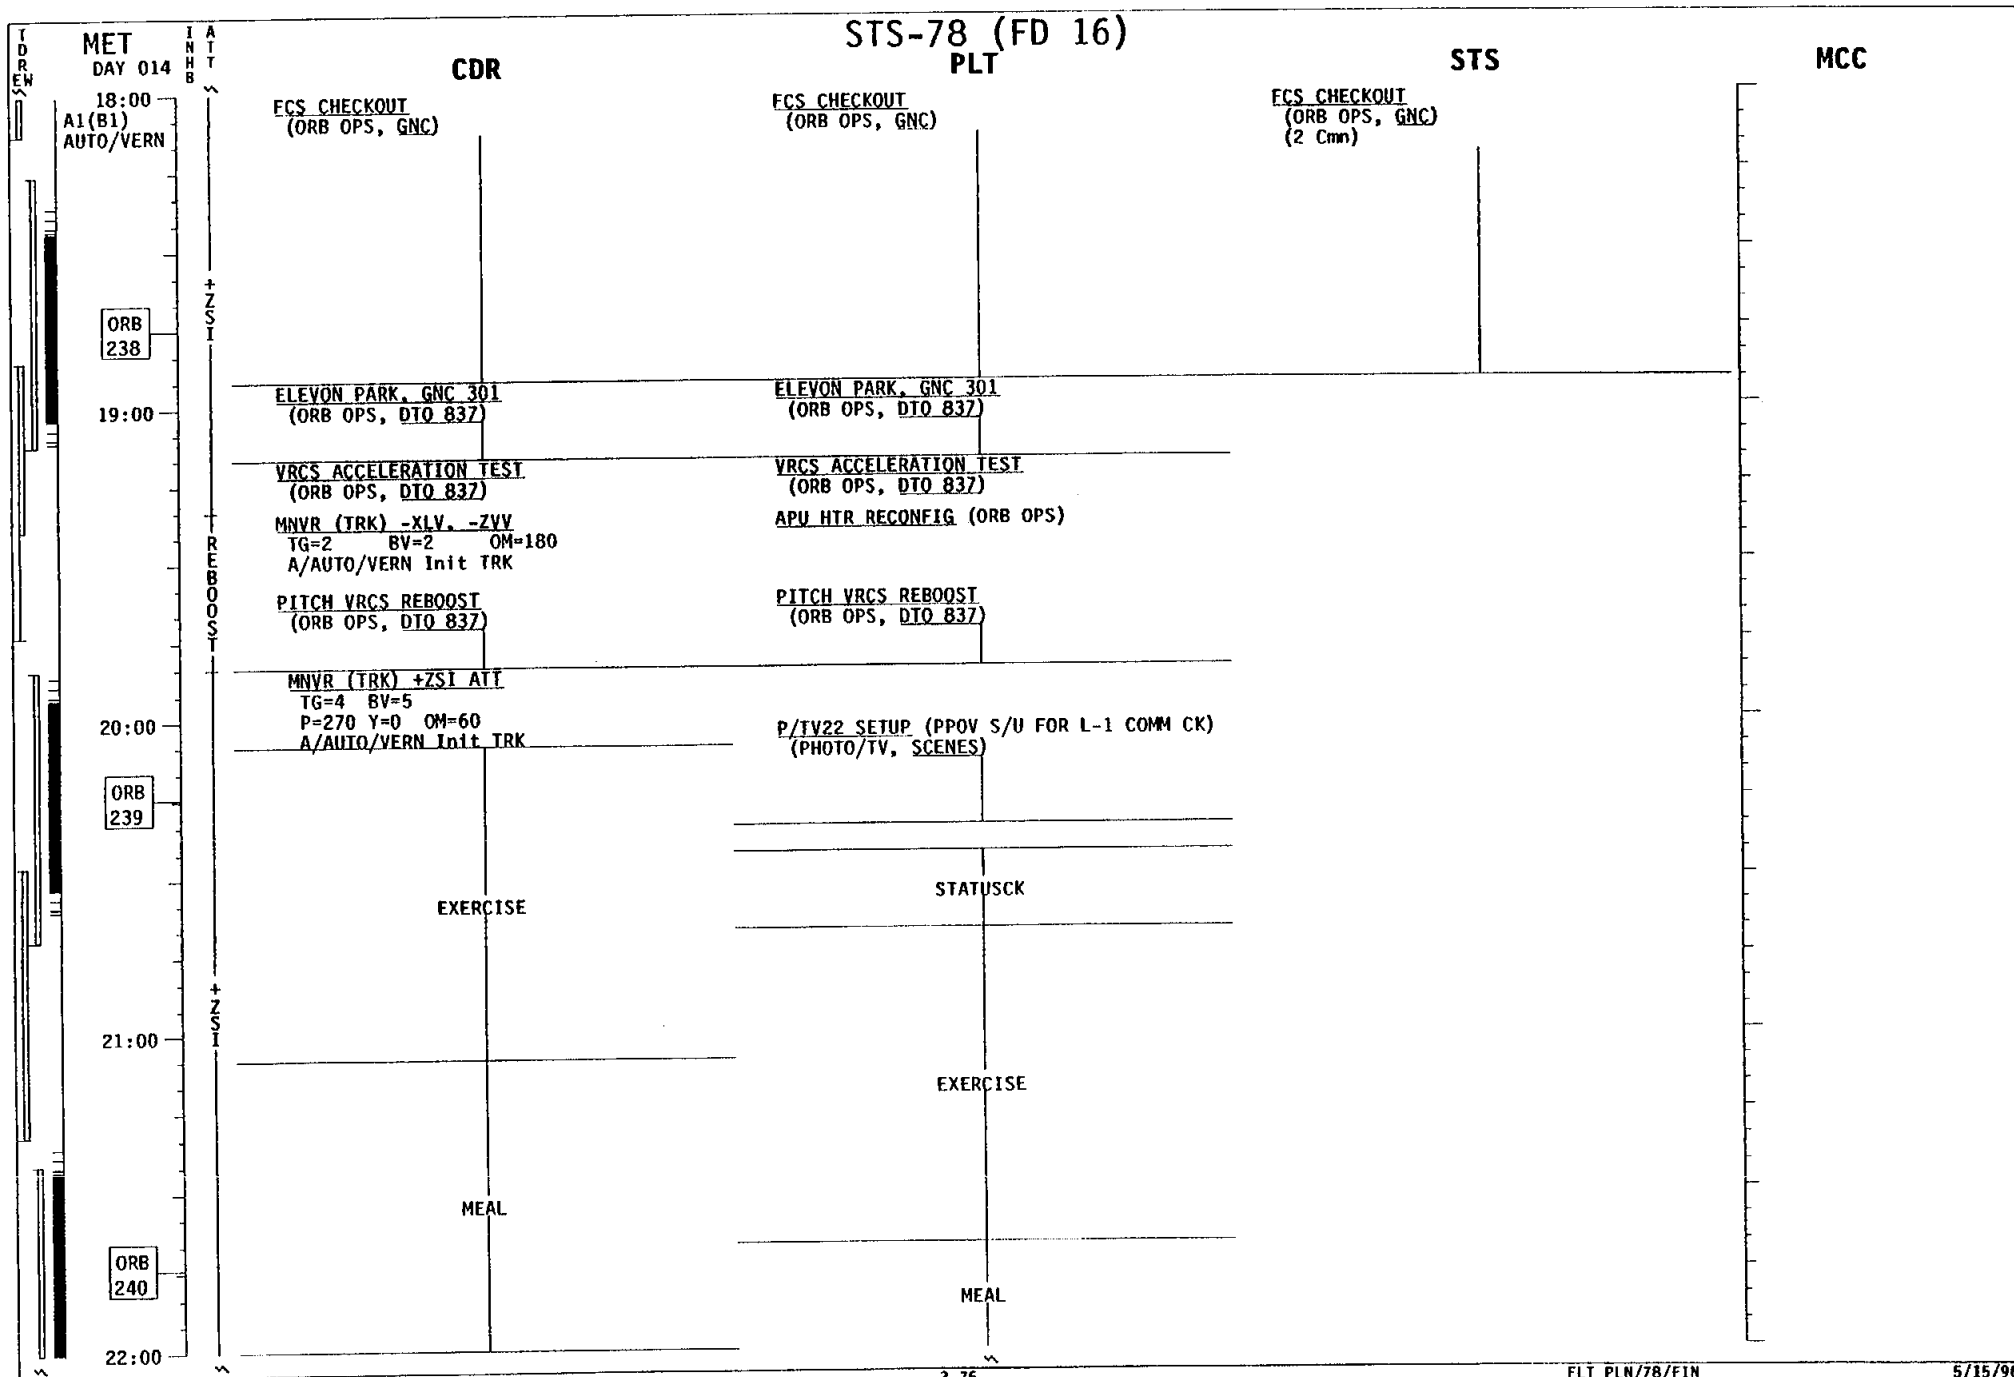 STS-78 (FD 16)
TDRS
E W
MET
DAY 014
INHB
ATT
CDR
PLT
STS
MCC
18:00
A1(B1)
AUTO/VERN
FCS CHECKOUT
(ORB OPS, GNC)
FCS CHECKOUT
(ORB OPS, GNC)
FCS CHECKOUT
(ORB OPS, GNC)
(2 Cmn)
+ZSI
ORB
238
19:00
ELEVON PARK, GNC 301
(ORB OPS, DTO 837)
ELEVON PARK, GNC 301
(ORB OPS, DTO 837)
VRCS ACCELERATION TEST
(ORB OPS, DTO 837)
VRCS ACCELERATION TEST
(ORB OPS, DTO 837)
MNVR (TRK) -XLV, -ZVV
TG=2 BV=2 OM=180
A/AUTO/VERN Init TRK
APU HTR RECONFIG (ORB OPS)
REBOOST
PITCH VRCS REBOOST
(ORB OPS, DTO 837)
PITCH VRCS REBOOST
(ORB OPS, DTO 837)
MNVR (TRK) +ZSI ATT
TG=4 BV=5
P=270 Y=0 OM=60
A/AUTO/VERN Init TRK
20:00
P/TV22 SETUP (PPOV S/U FOR L-1 COMM CK)
(PHOTO/TV, SCENES)
ORB
239
EXERCISE
STATUSCK
+ZSI
21:00
EXERCISE
MEAL
ORB
240
MEAL
22:00
FLT PLN/78/FIN